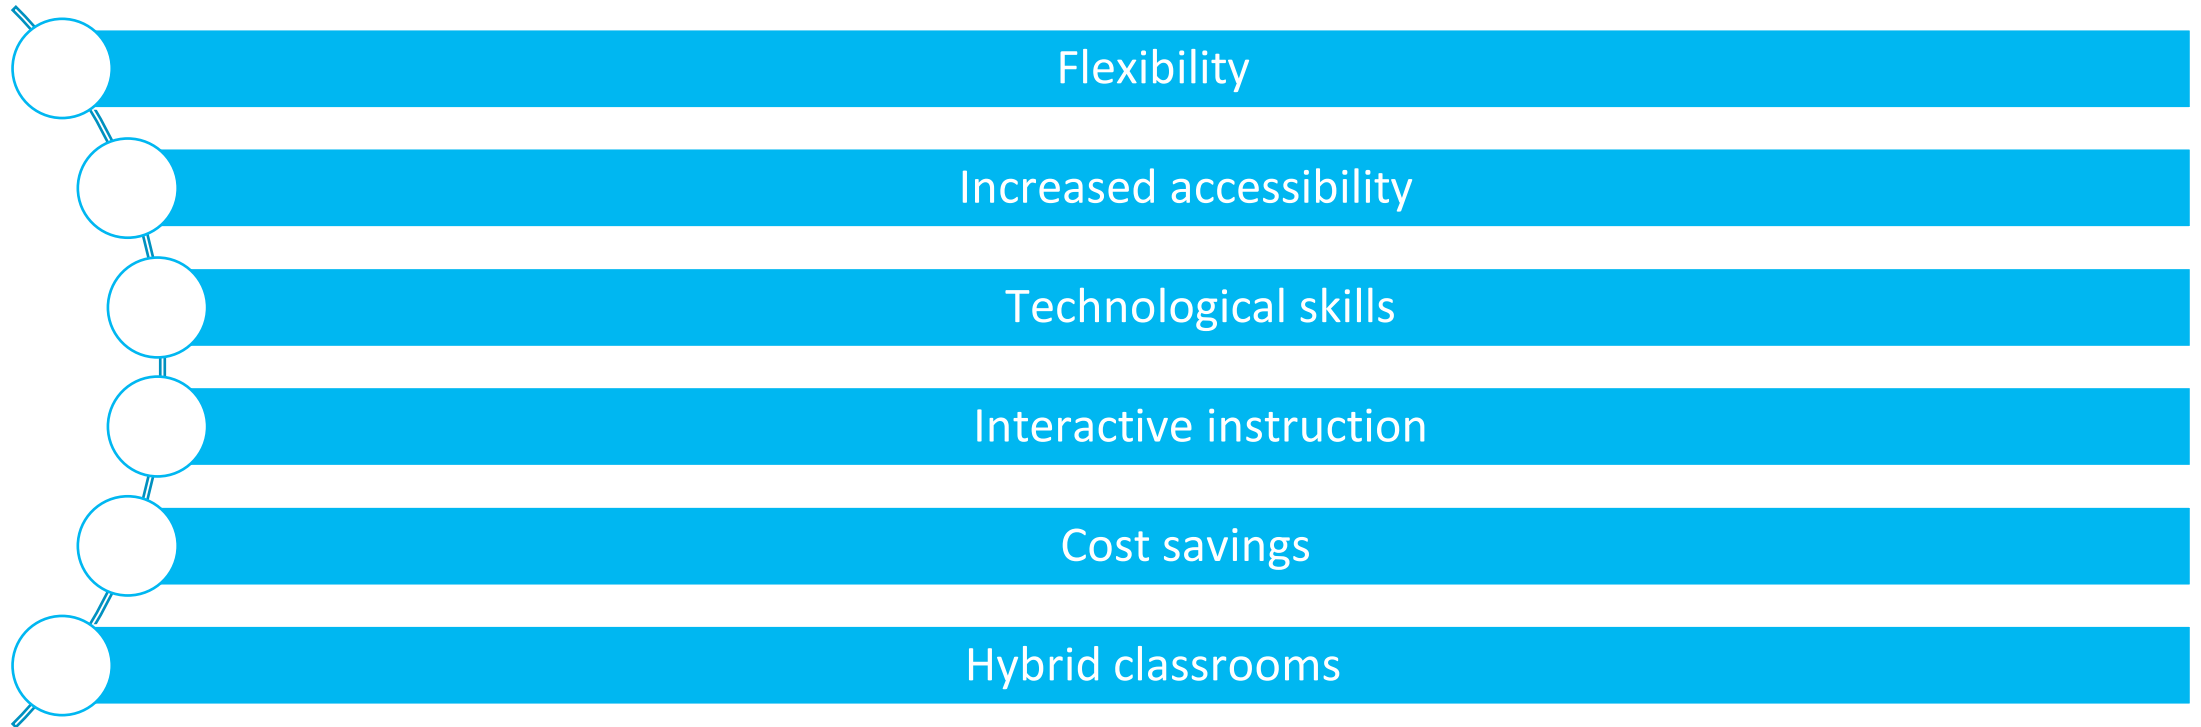 Flexibility
Increased accessibility
Technological skills
Interactive instruction
Cost savings
Hybrid classrooms